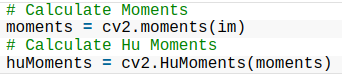 # Calculate Moments
moments = cv2.moments(im)
# Calculate Hu Moments
huMoments = cv2.HuMoments(moments)